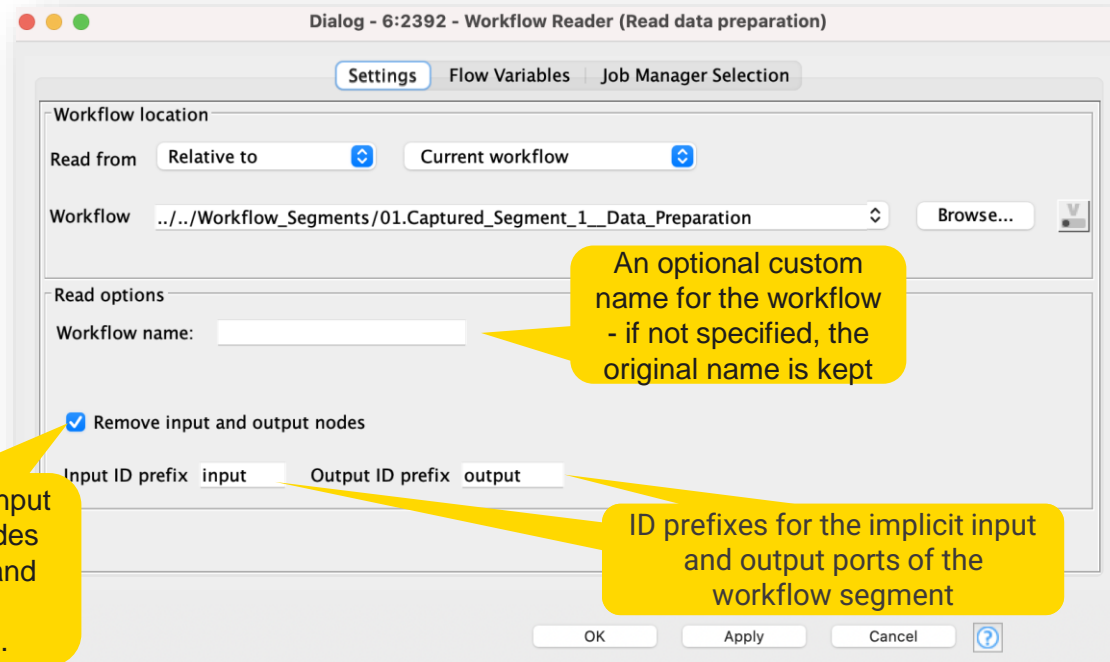 Dialog - 6:2392 - Workflow Reader (Read data preparation)
Settings Flow Variables Job Manager Selection
Workflow location
Read from Relative to Current workflow
Workflow ../../Workflow_Segments/01.Captured_Segment_1__Data_Preparation Browse... V
An optional custom
name for the workflow
- if not specified, the
original name is kept
Read options
Workflow name:
Remove input and output nodes
Input ID prefix input Output ID prefix output
and
.
ID prefixes for the implicit input
and output ports of the
workflow segment
OK Apply Cancel ?